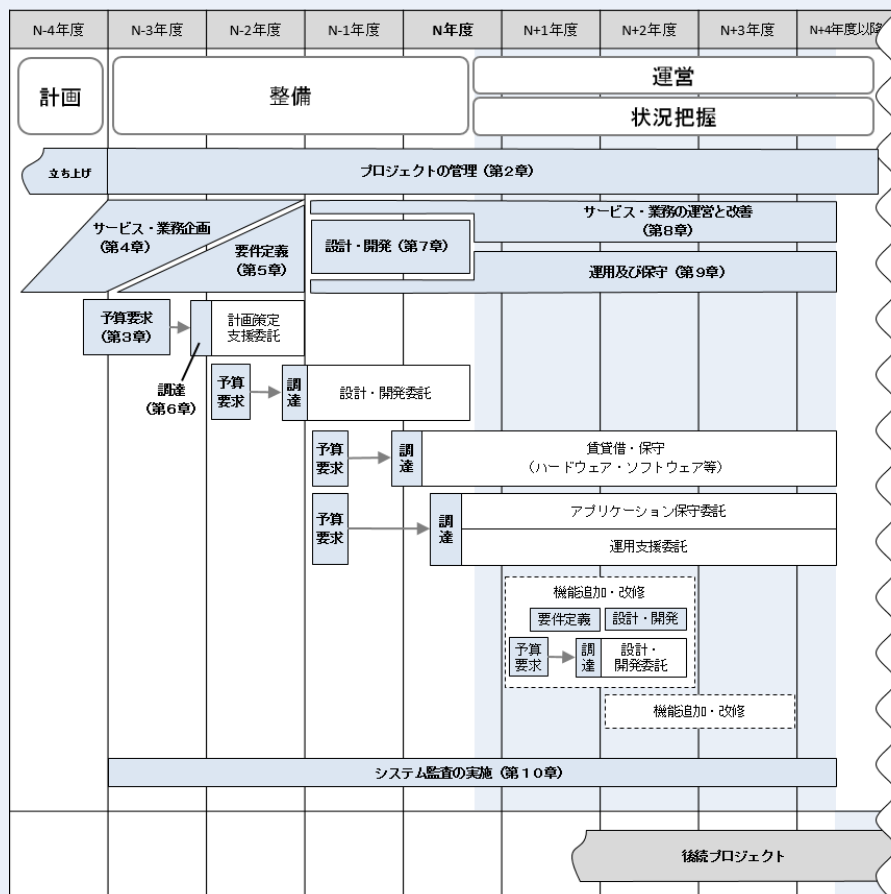 N-4年度
N-3年度
N-2年度
N-1年度
N年度
N+1年度
N+2年度
N+3年度
N+4年度以降
計画
整備
運営
状況把握
立ち上げ
プロジェクトの管理（第２章）
サービス・業務企画
（第４章）
要件定義
（第５章）
設計・開発（第７章）
サービス・業務の運営と改善
（第８章）
運用及び保守（第９章）
予算要求
（第３章）
計画策定
支援委託
調達
（第６章）
予算
要求
調
達
設計・開発委託
予算
要求
調
達
賃貸借・保守
（ハードウェア・ソフトウェア等）
予算
要求
調
達
アプリケーション保守委託
運用支援委託
機能追加・改修
要件定義
設計・開発
予算
要求
調
達
設計・
開発委託
機能追加・改修
システム監査の実施（第１０章）
後続プロジェクト